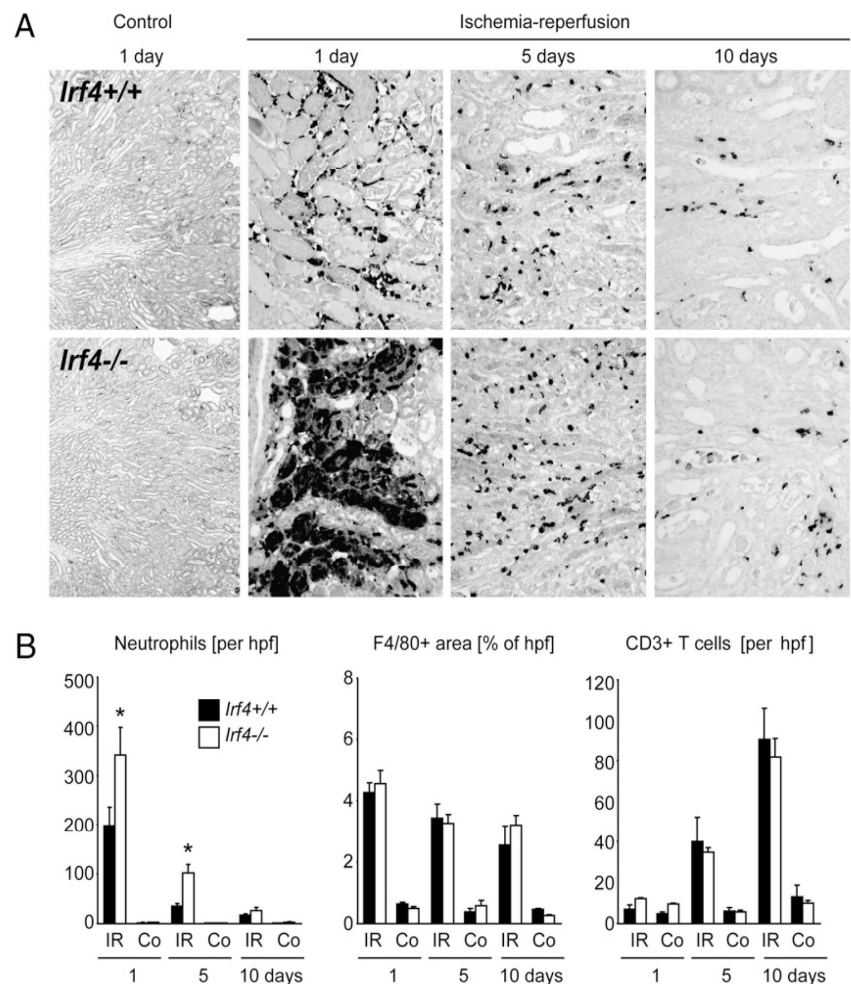 A
Control
Ischemia-reperfusion
1 day
1 day
5 days
10 days
Irf4+/+
Irf4-/-
B
Neutrophils [per hpf]
500
400
300
200
100
0
*
*
Irf4+/+
Irf4-/-
IR Co IR Co IR Co
1 5 10 days
F4/80+ area [% of hpf]
8
6
4
2
0
IR Co IR Co IR Co
1 5 10 days
CD3+ T cells [per hpf]
120
100
80
60
40
20
0
IR Co IR Co IR Co
1 5 10 days